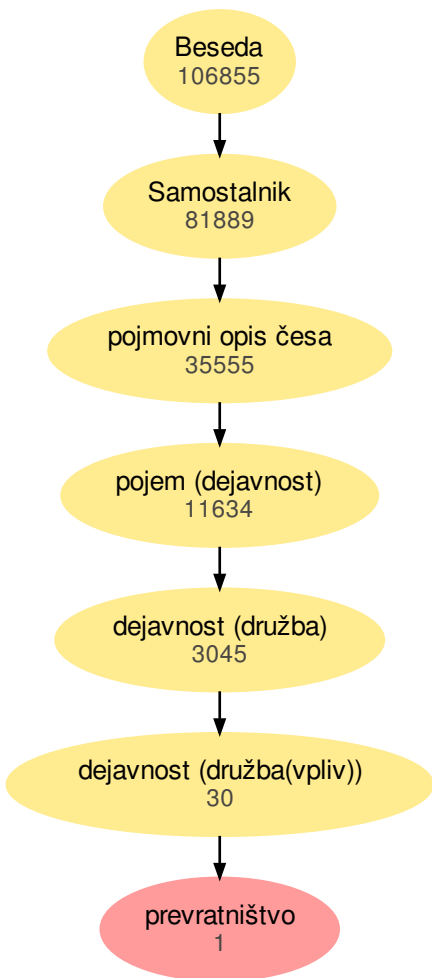 Beseda
106855
Samostalnik
81889
pojmovni opis česa
35555
pojem (dejavnost)
11634
dejavnost (družba)
3045
dejavnost (družba(vpliv))
30
prevratništvo
1